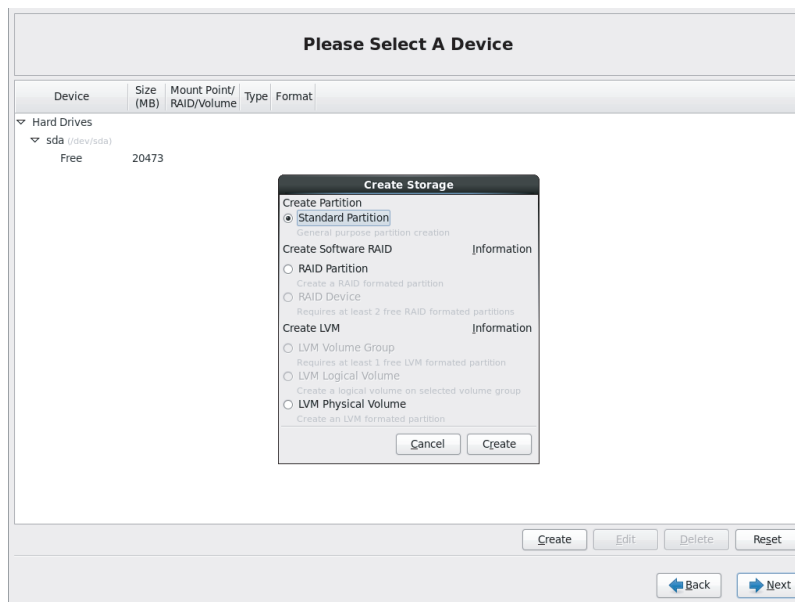 Please Select A Device
Device Size (MB) Mount Point/ RAID/Volume Type Format
Hard Drives
sda (/dev/sda)
Free 20473
Create Storage
Create Partition
Standard Partition
General purpose partition creation
Create Software RAID Information
RAID Partition
Create a RAID formated partition
RAID Device
Requires at least 2 free RAID formated partitions
Create LVM Information
LVM Volume Group
Requires at least 1 free LVM formated partition
LVM Logical Volume
Create a logical volume on selected volume group
LVM Physical Volume
Create an LVM formated partition
Cancel Create
Create Edit Delete Reset
Back Next